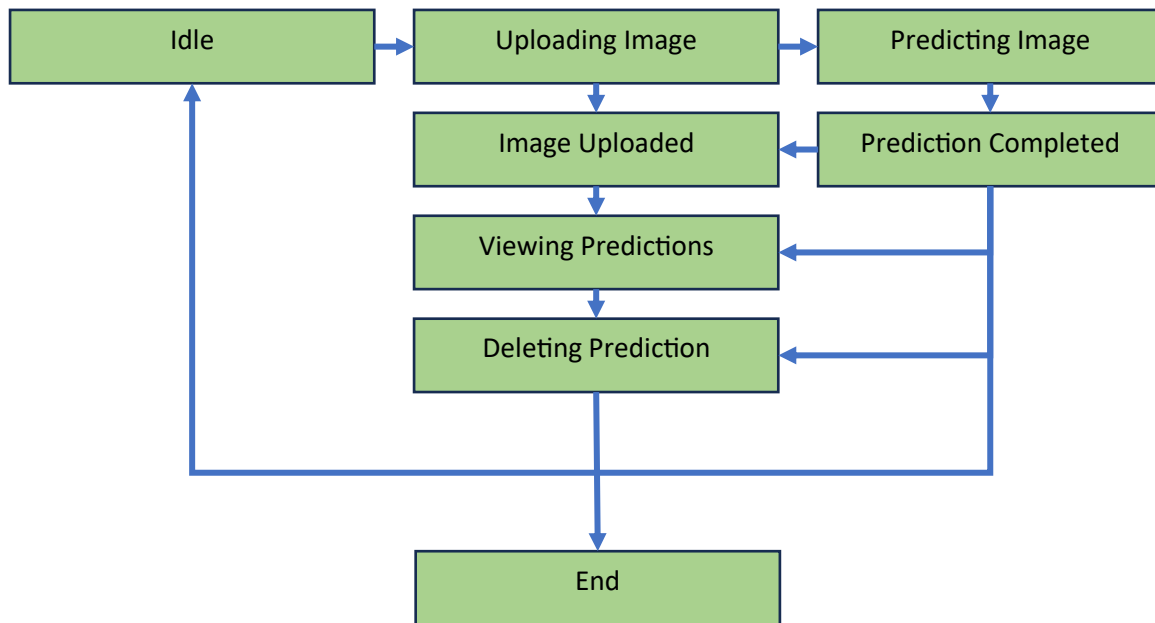 Idle
Uploading Image
Predicting Image
Image Uploaded
Prediction Completed
Viewing Predictions
Deleting Prediction
End